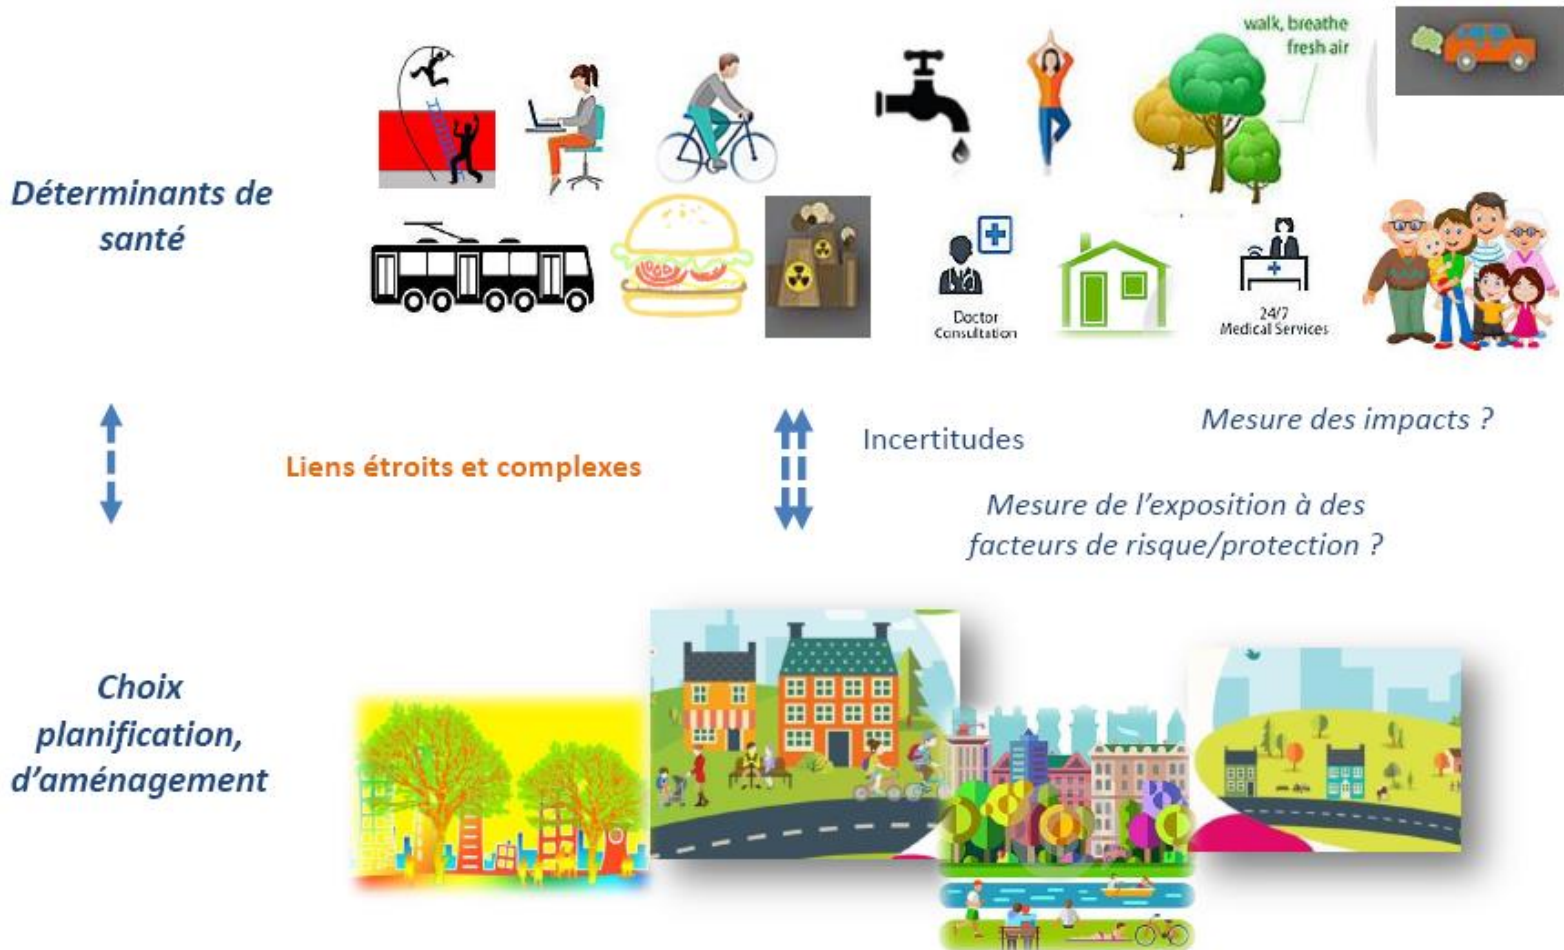 walk, breathe
fresh air
Déterminants de
santé
Doctor
Consultation
24/7
Medical Services
Mesure des impacts ?
Incertitudes
Liens étroits et complexes
Mesure de l'exposition à des
facteurs de risque/protection ?
Choix
planification,
d'aménagement